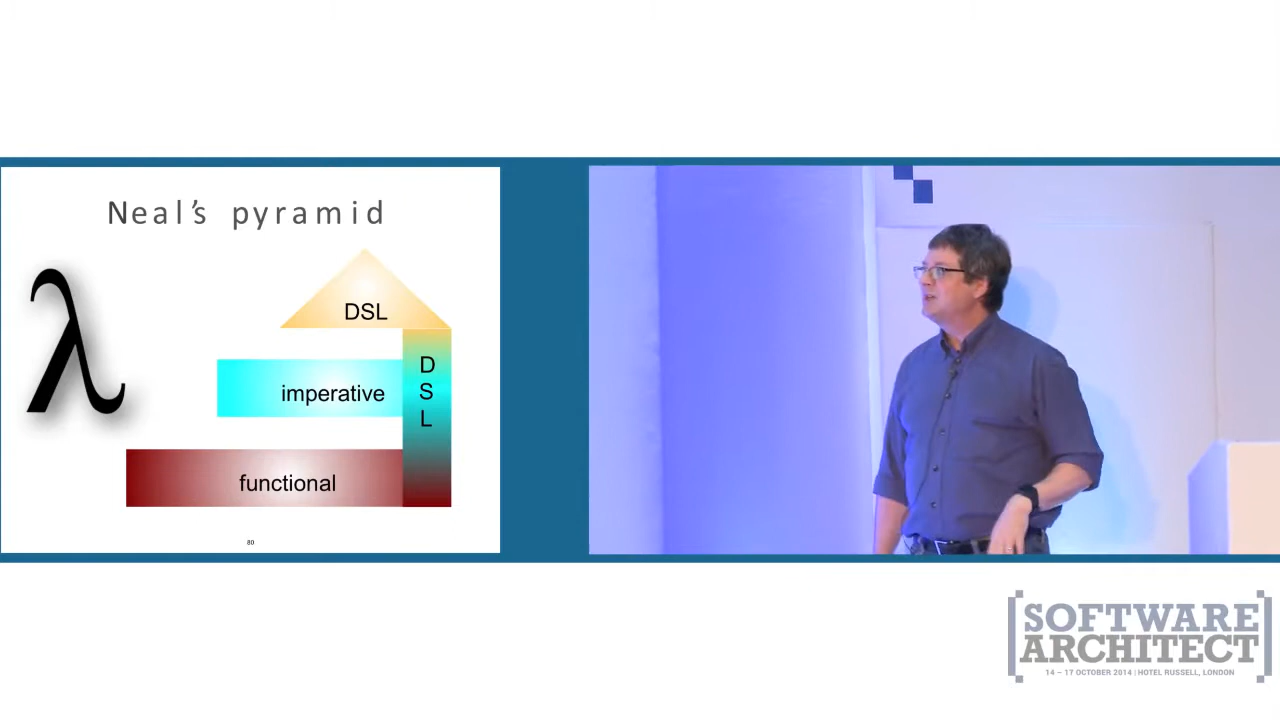 Neal's pyramid
λ
DSL
imperative
D
S
L
functional
80
SOFTWARE
ARCHITECT
14 – 17 OCTOBER 2014 | HOTEL RUSSELL, LONDON